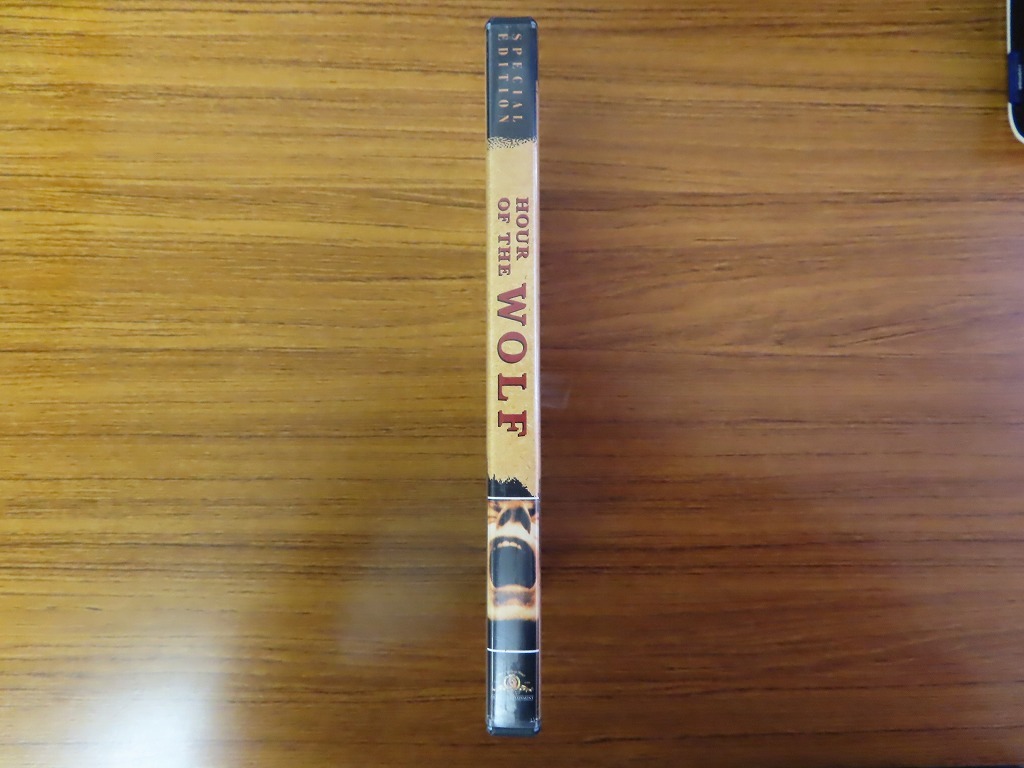 SPECIAL
EDITION
HOUR
OF THE
WOLF